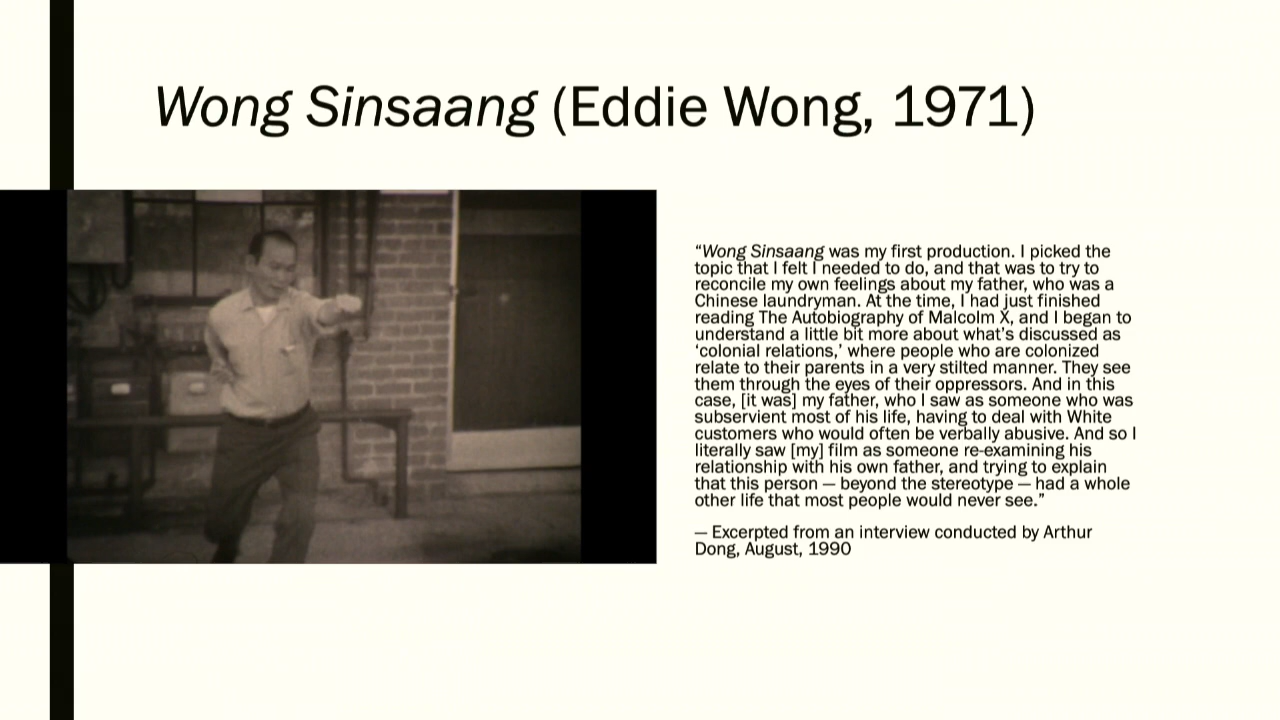 Wong Sinsaang (Eddie Wong, 1971)
“Wong Sinsaang was my first production. I picked the
topic that I felt I needed to do, and that was to try to
reconcile my own feelings about my father, who was a
Chinese laundryman. At the time, I had just finished
reading The Autobiography of Malcolm X, and I began to
understand a little bit more about what’s discussed as
‘colonial relations,’ where people who are colonized
relate to their parents in a very stilted manner. They see
them through the eyes of their oppressors. And in this
case, [it was] my father, who I saw as someone who was
subservient most of his life, having to deal with White
customers who would often be verbally abusive. And so I
literally saw [my] film as someone re-examining his
relationship with his own father, and trying to explain
that this person — beyond the stereotype — had a whole
other life that most people would never see.”
— Excerpted from an interview conducted by Arthur
Dong, August, 1990